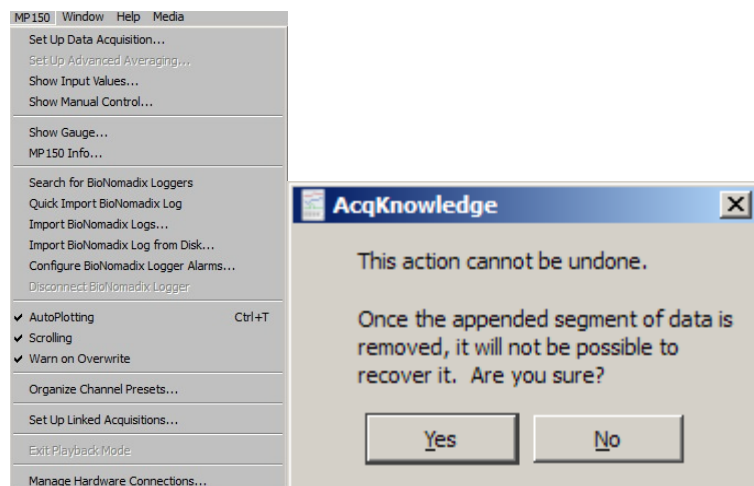 MP150 Window Help Media
Set Up Data Acquisition...
Set Up Advanced Averaging...
Show Input Values...
Show Manual Control...
Show Gauge...
MP150 Info...
Search for BioNomadix Loggers
Quick Import BioNomadix Log
Import BioNomadix Logs...
Import BioNomadix Log from Disk...
Configure BioNomadix Logger Alarms...
Disconnect BioNomadix Logger
AutoPlotting Ctrl+T
Scrolling
Warn on Overwrite
Organize Channel Presets...
Set Up Linked Acquisitions...
Exit Playback Mode
Manage Hardware Connections...
AcqKnowledge
This action cannot be undone.
Once the appended segment of data is
removed, it will not be possible to
recover it. Are you sure?
Yes No